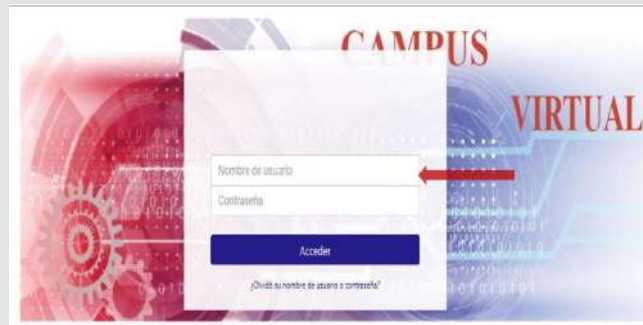 CAMPUS
VIRTUAL
Nombre de usuario
Contraseña
Acceder
¿Olvidó su nombre de usuario o contraseña?